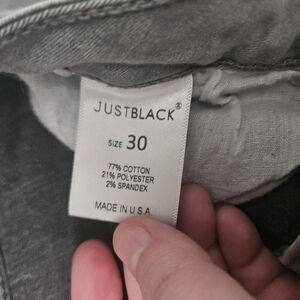 JUSTBLACK®
SIZE 30
77% COTTON
21% POLYESTER
2% SPANDEX
MADE IN U S A